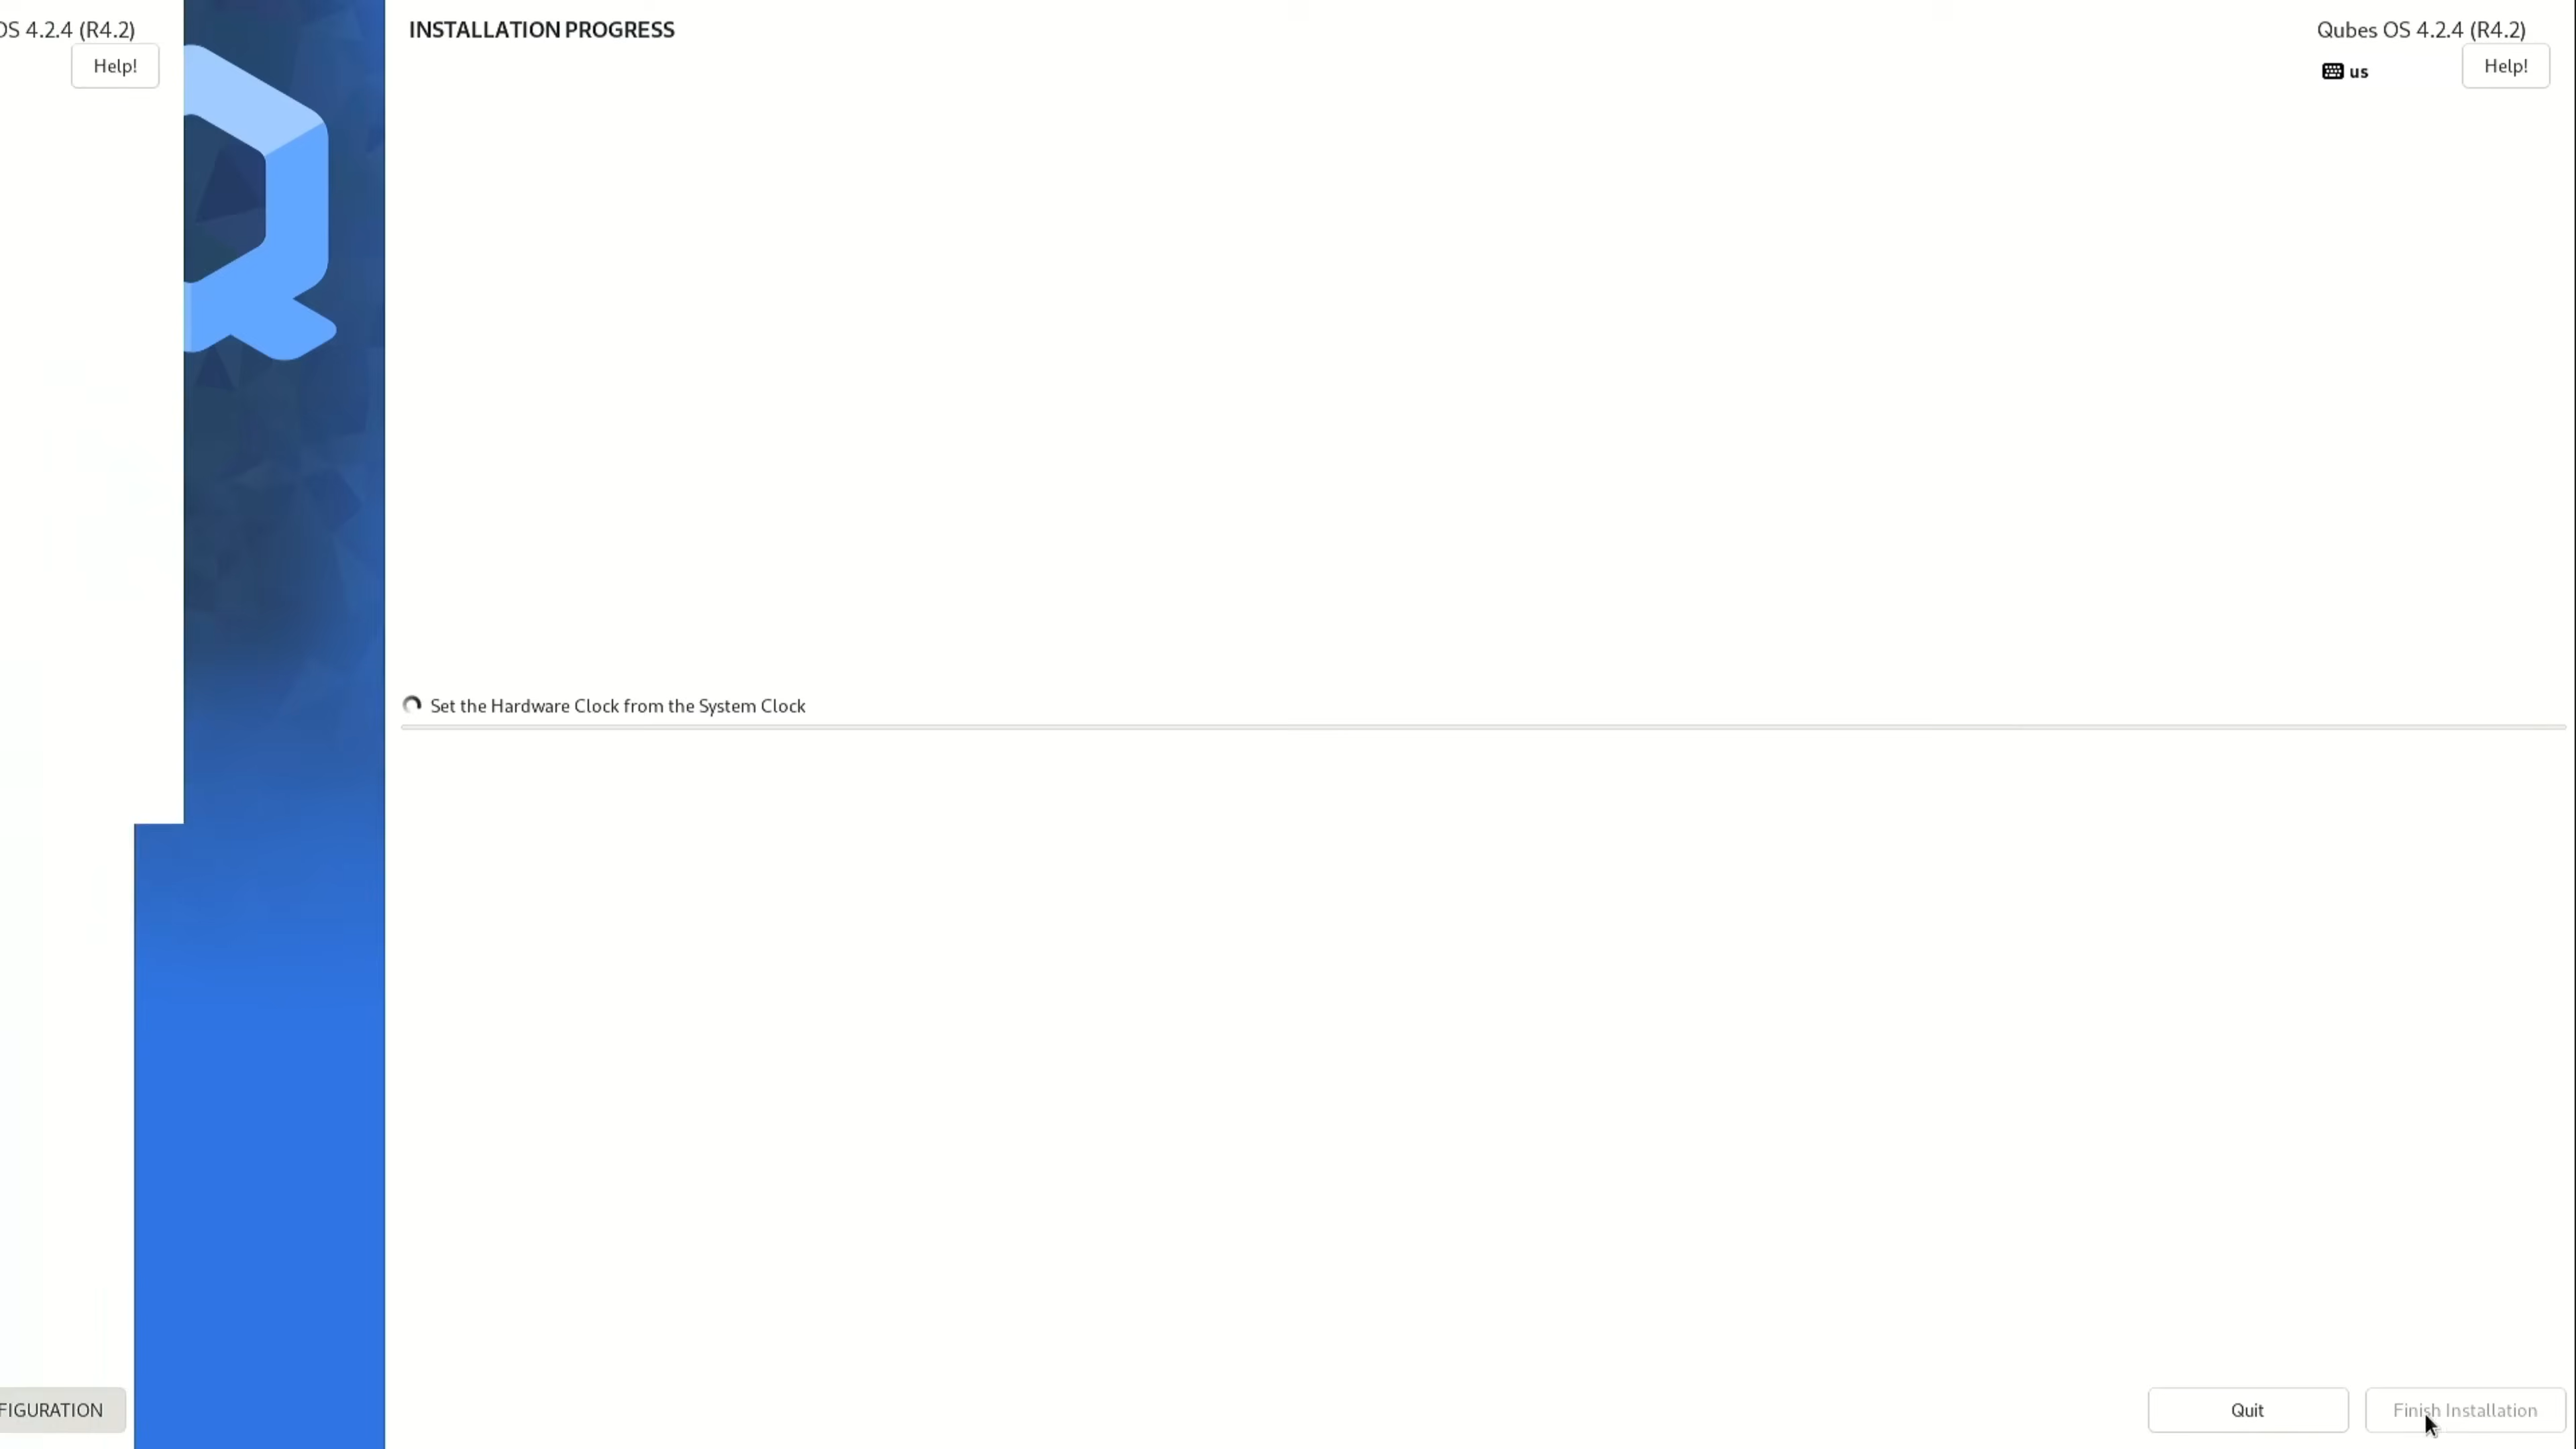 OS 4.2.4 (R4.2)
Help!
INSTALLATION PROGRESS
Qubes OS 4.2.4 (R4.2)
us
Help!
Set the Hardware Clock from the System Clock
FIGURATION
Quit
Finish Installation